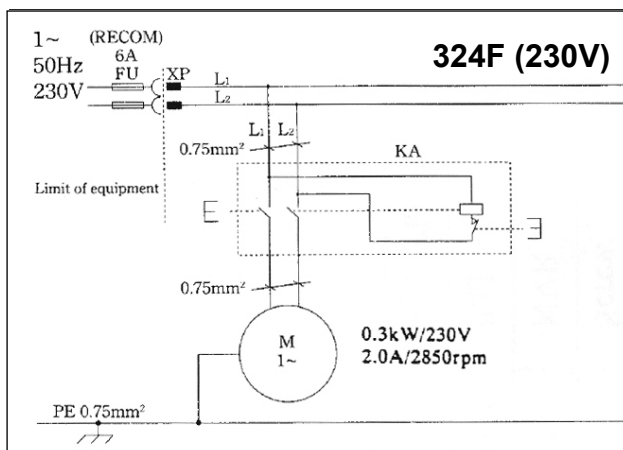 1~ (RECOM)
324F (230V)
50Hz 6A
FU XP
230V L1
L2
L1 L2
0.75mm²
KA
Limit of equipment
0.75mm²
M
1~
0.3kW/230V
2.0A/2850rpm
PE 0.75mm²